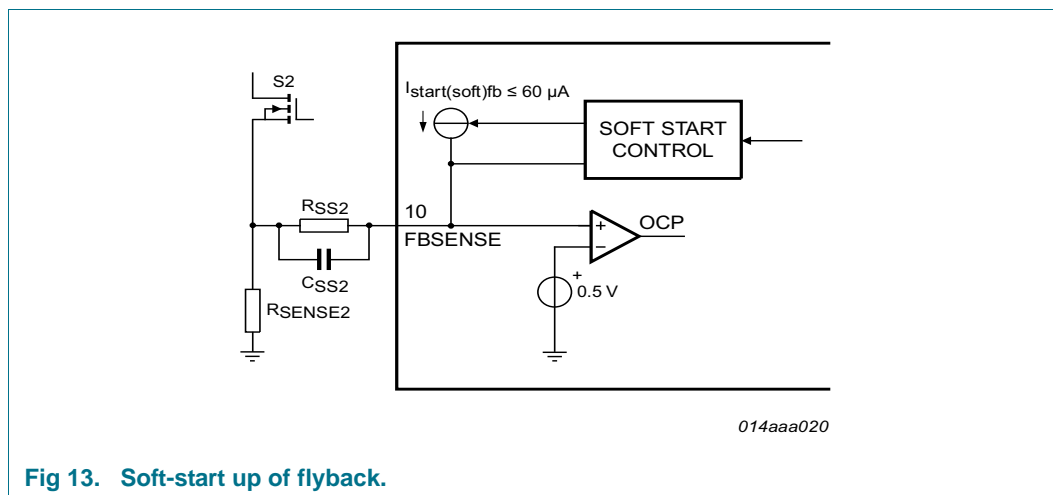 S2
Istart(soft)fb ≤ 60 μA
SOFT START
CONTROL
RSS2
10
FBSENSE
CSS2
+
−
OCP
+
0.5 V
RSENSE2
014aaa020
Fig 13. Soft-start up of flyback.